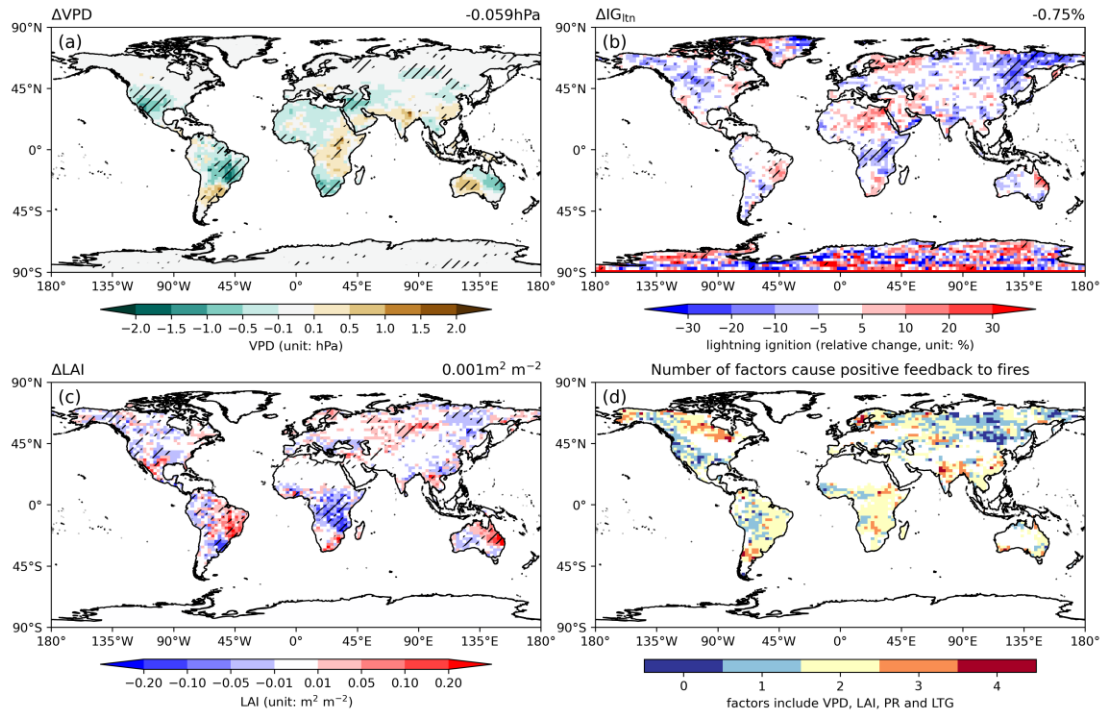 ΔVPD -0.059hPa
(a)
90°N
45°N
0°
45°S
90°S
180° 135°W 90°W 45°W 0° 45°E 90°E 135°E 180°
−2.0 −1.5 −1.0 −0.5 −0.1 0.1 0.5 1.0 1.5 2.0
VPD (unit: hPa)
ΔIGltn -0.75%
(b)
90°N
45°N
0°
45°S
90°S
180° 135°W 90°W 45°W 0° 45°E 90°E 135°E 180°
−30 −20 −10 −5 5 10 20 30
lightning ignition (relative change, unit: %)
ΔLAI 0.001m² m⁻²
(c)
90°N
45°N
0°
45°S
90°S
180° 135°W 90°W 45°W 0° 45°E 90°E 135°E 180°
−0.20 −0.10 −0.05 −0.01 0.01 0.05 0.10 0.20
LAI (unit: m² m⁻²)
Number of factors cause positive feedback to fires
(d)
90°N
45°N
0°
45°S
90°S
180° 135°W 90°W 45°W 0° 45°E 90°E 135°E 180°
0 1 2 3 4
factors include VPD, LAI, PR and LTG